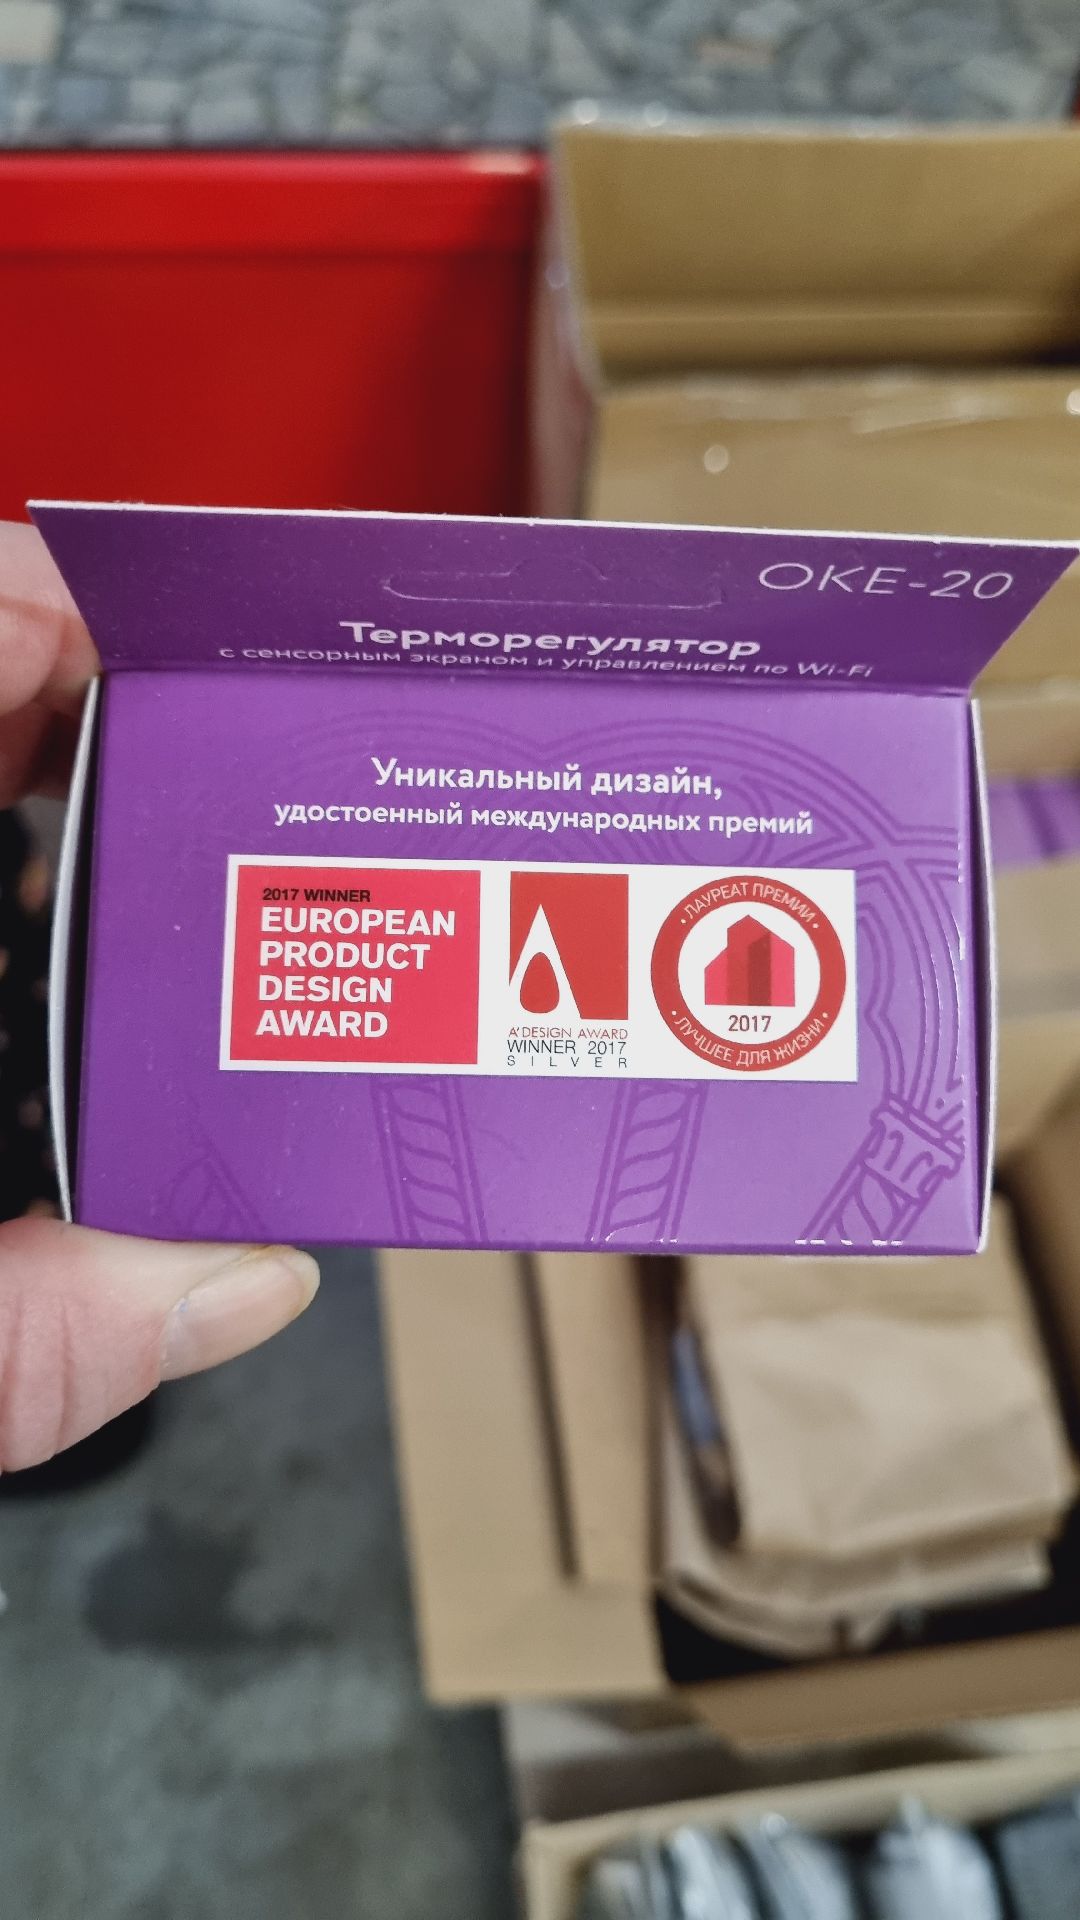 OKE-20
Терморегулятор
с сенсорным экраном и управлением по Wi-Fi
Уникальный дизайн,
удостоенный международных премий
2017 WINNER
EUROPEAN
PRODUCT
DESIGN
AWARD
A' DESIGN AWARD
WINNER 2017
SILVER
• ЛАУРЕАТ ПРЕМИИ •
2017
• ЛУЧШЕЕ ДЛЯ ЖИЗНИ •